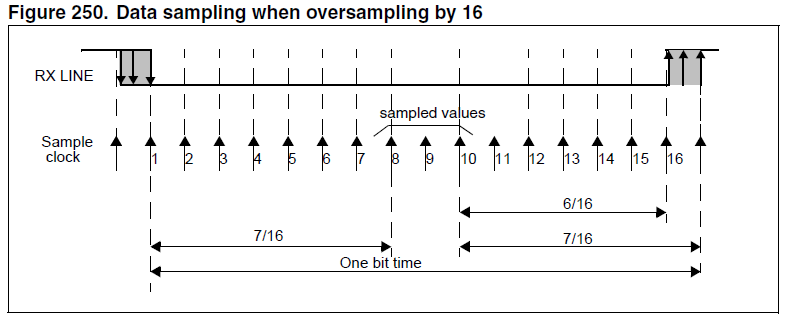 Figure 250. Data sampling when oversampling by 16
RX LINE
sampled values
Sample
clock
1 2 3 4 5 6 7 8 9 10 11 12 13 14 15 16
6/16
7/16
7/16
One bit time